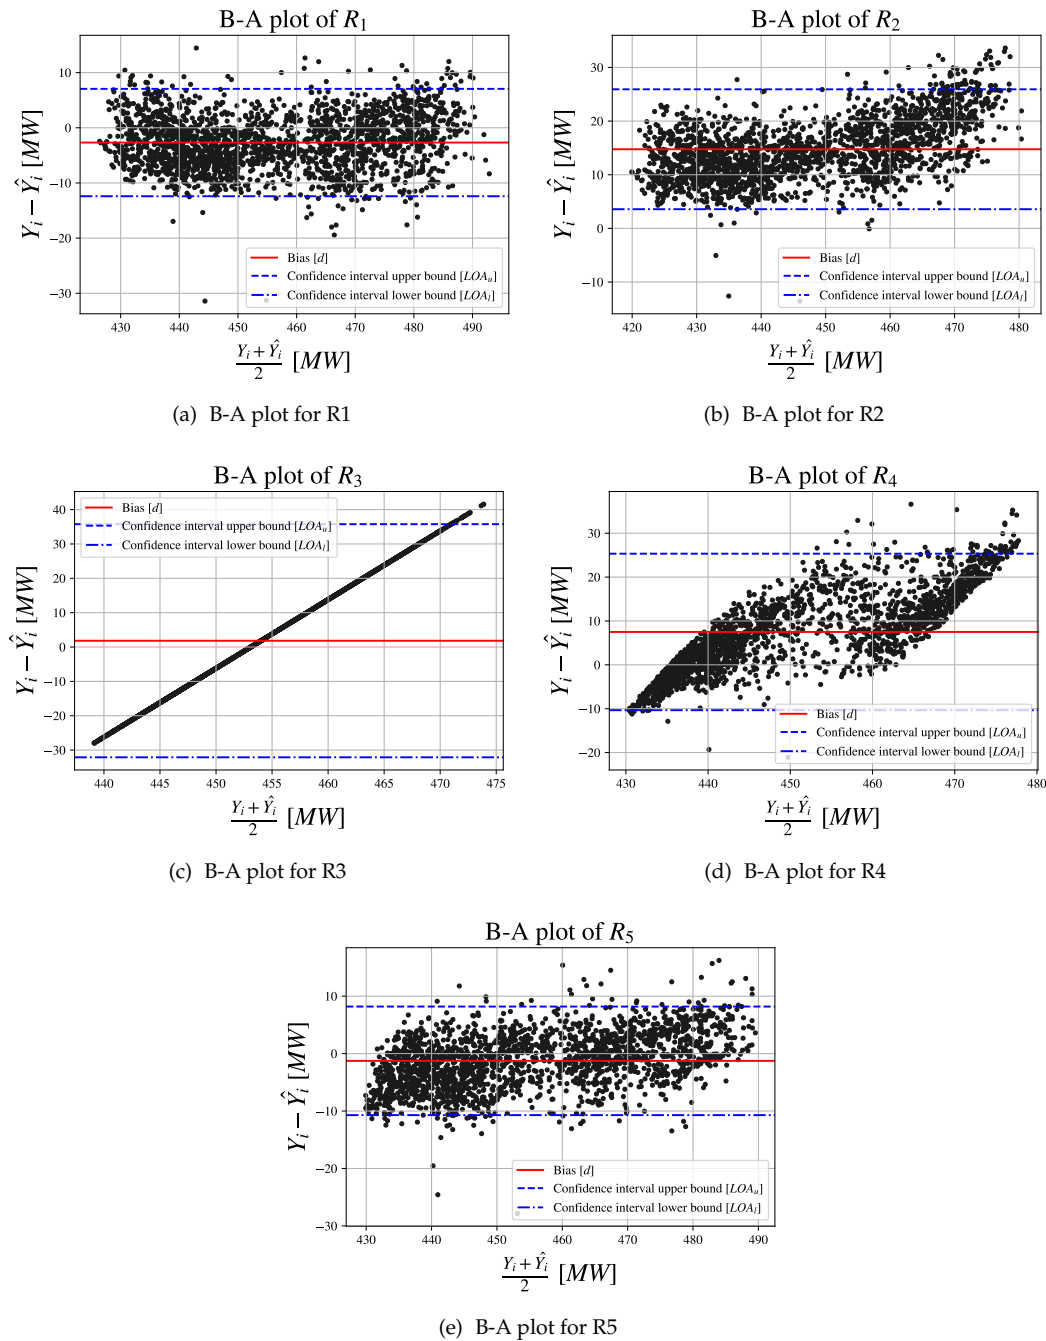 B-A plot of R₁
10
0
−10
−20
−30
Yᵢ − Ŷᵢ [MW]
Bias [d]
Confidence interval upper bound [LOAᵤ]
Confidence interval lower bound [LOAₗ]
430 440 450 460 470 480 490
Yᵢ + Ŷᵢ
2
[MW]
(a) B-A plot for R1
B-A plot of R₂
30
20
10
0
−10
Yᵢ − Ŷᵢ [MW]
Bias [d]
Confidence interval upper bound [LOAᵤ]
Confidence interval lower bound [LOAₗ]
420 430 440 450 460 470 480
Yᵢ + Ŷᵢ
2
[MW]
(b) B-A plot for R2
B-A plot of R₃
40
30
20
10
0
−10
−20
−30
Yᵢ − Ŷᵢ [MW]
Bias [d]
Confidence interval upper bound [LOAᵤ]
Confidence interval lower bound [LOAₗ]
440 445 450 455 460 465 470 475
Yᵢ + Ŷᵢ
2
[MW]
(c) B-A plot for R3
B-A plot of R₄
30
20
10
0
−10
−20
Yᵢ − Ŷᵢ [MW]
Bias [d]
Confidence interval upper bound [LOAᵤ]
Confidence interval lower bound [LOAₗ]
430 440 450 460 470 480
Yᵢ + Ŷᵢ
2
[MW]
(d) B-A plot for R4
B-A plot of R₅
10
0
−10
−20
−30
Yᵢ − Ŷᵢ [MW]
Bias [d]
Confidence interval upper bound [LOAᵤ]
Confidence interval lower bound [LOAₗ]
430 440 450 460 470 480 490
Yᵢ + Ŷᵢ
2
[MW]
(e) B-A plot for R5